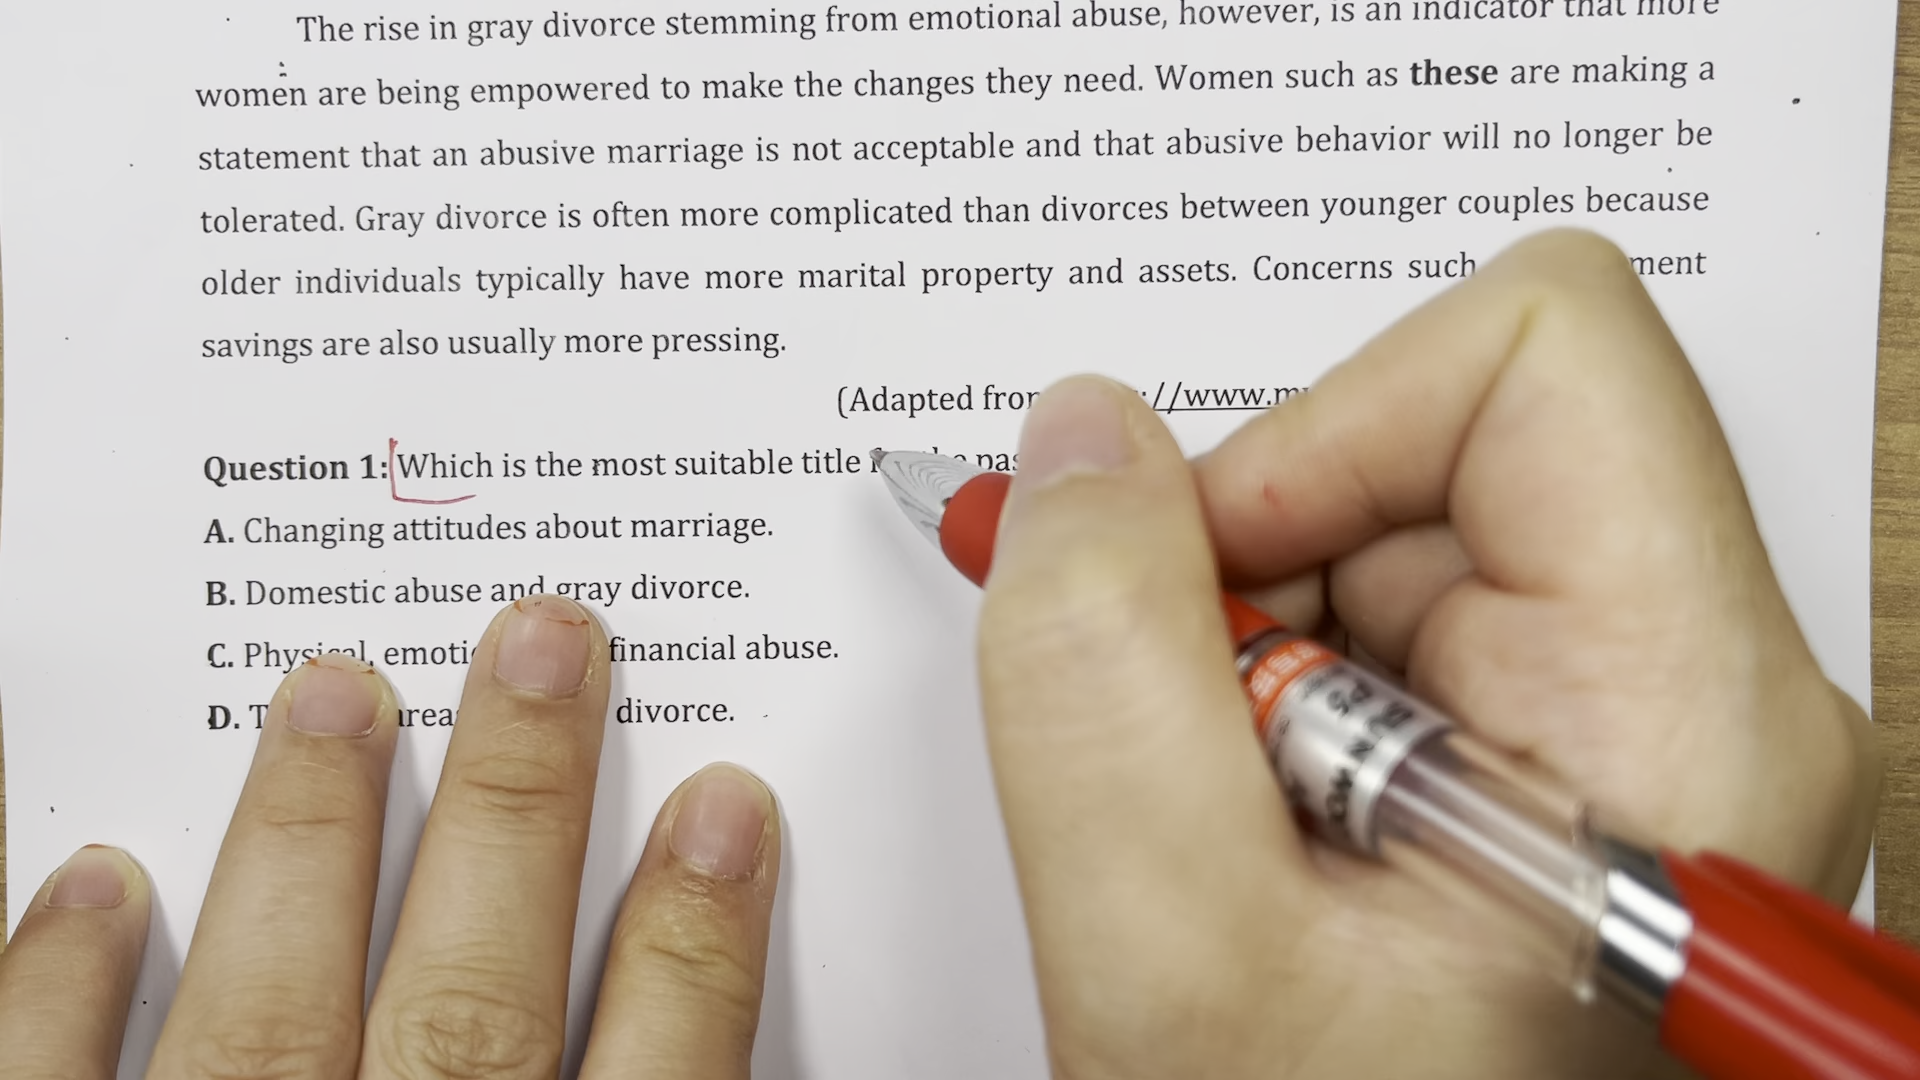 The rise in gray divorce stemming from emotional abuse, however, is an indicator that more
women are being empowered to make the changes they need. Women such as these are making a
statement that an abusive marriage is not acceptable and that abusive behavior will no longer be
tolerated. Gray divorce is often more complicated than divorces between younger couples because
older individuals typically have more marital property and assets. Concerns such
savings are also usually more pressing.
(Adapted from ://www.
Question 1: Which is the most suitable title
A. Changing attitudes about marriage.
B. Domestic abuse and gray divorce.
C. Physical, financial abuse.
D. divorce.